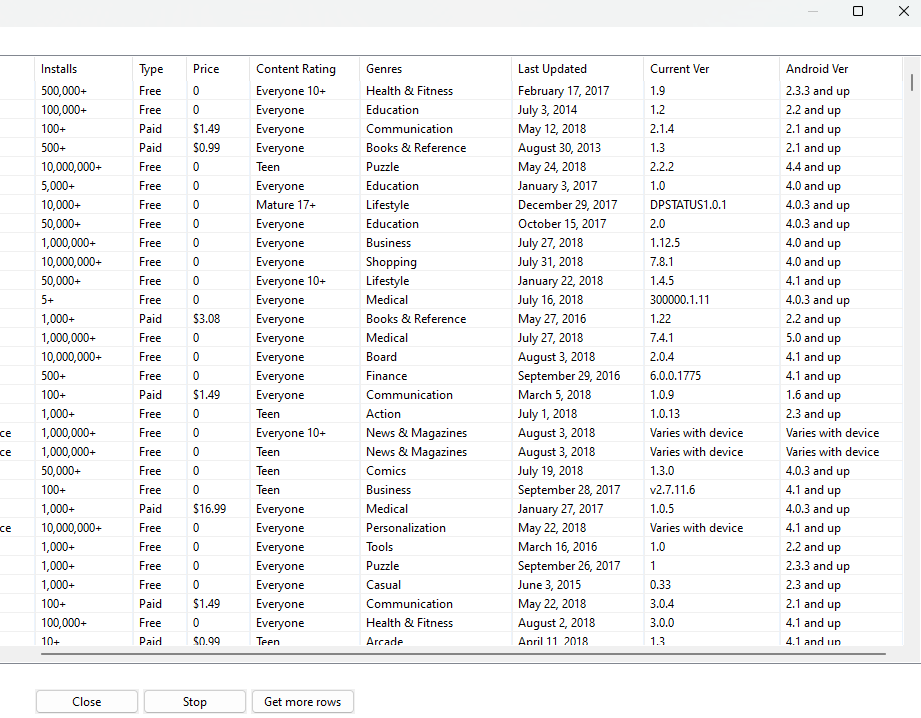 Installs Type Price Content Rating Genres Last Updated Current Ver Android Ver
500,000+ Free 0 Everyone 10+ Health & Fitness February 17, 2017 1.9 2.3.3 and up
100,000+ Free 0 Everyone Education July 3, 2014 1.2 2.2 and up
100+ Paid $1.49 Everyone Communication May 12, 2018 2.1.4 2.1 and up
500+ Paid $0.99 Everyone Books & Reference August 30, 2013 1.3 2.1 and up
10,000,000+ Free 0 Teen Puzzle May 24, 2018 2.2.2 4.4 and up
5,000+ Free 0 Everyone Education January 3, 2017 1.0 4.0 and up
10,000+ Free 0 Mature 17+ Lifestyle December 29, 2017 DPSTATUS1.0.1 4.0.3 and up
50,000+ Free 0 Everyone Education October 15, 2017 2.0 4.0.3 and up
1,000,000+ Free 0 Everyone Business July 27, 2018 1.12.5 4.0 and up
10,000,000+ Free 0 Everyone Shopping July 31, 2018 7.8.1 4.0 and up
50,000+ Free 0 Everyone 10+ Lifestyle January 22, 2018 1.4.5 4.1 and up
5+ Free 0 Everyone Medical July 16, 2018 300000.1.11 4.0.3 and up
1,000+ Paid $3.08 Everyone Books & Reference May 27, 2016 1.22 2.2 and up
1,000,000+ Free 0 Everyone Medical July 27, 2018 7.4.1 5.0 and up
10,000,000+ Free 0 Everyone Board August 3, 2018 2.0.4 4.1 and up
500+ Free 0 Everyone Finance September 29, 2016 6.0.0.1775 4.1 and up
100+ Paid $1.49 Everyone Communication March 5, 2018 1.0.9 1.6 and up
1,000+ Free 0 Teen Action July 1, 2018 1.0.13 2.3 and up
ce 1,000,000+ Free 0 Everyone 10+ News & Magazines August 3, 2018 Varies with device Varies with device
ce 1,000,000+ Free 0 Teen News & Magazines August 3, 2018 Varies with device Varies with device
50,000+ Free 0 Teen Comics July 19, 2018 1.3.0 4.0.3 and up
100+ Free 0 Teen Business September 28, 2017 v2.7.11.6 4.1 and up
1,000+ Paid $16.99 Everyone Medical January 27, 2017 1.0.5 4.0.3 and up
ce 10,000,000+ Free 0 Everyone Personalization May 22, 2018 Varies with device 4.1 and up
1,000+ Free 0 Everyone Tools March 16, 2016 1.0 2.2 and up
1,000+ Free 0 Everyone Puzzle September 26, 2017 1 2.3.3 and up
1,000+ Free 0 Everyone Casual June 3, 2015 0.33 2.3 and up
100+ Paid $1.49 Everyone Communication May 22, 2018 3.0.4 2.1 and up
100,000+ Free 0 Everyone Health & Fitness August 2, 2018 3.0.0 4.1 and up
10+ Paid $0.99 Teen Arcade April 11, 2018 1.3 4.1 and up
Close Stop Get more rows